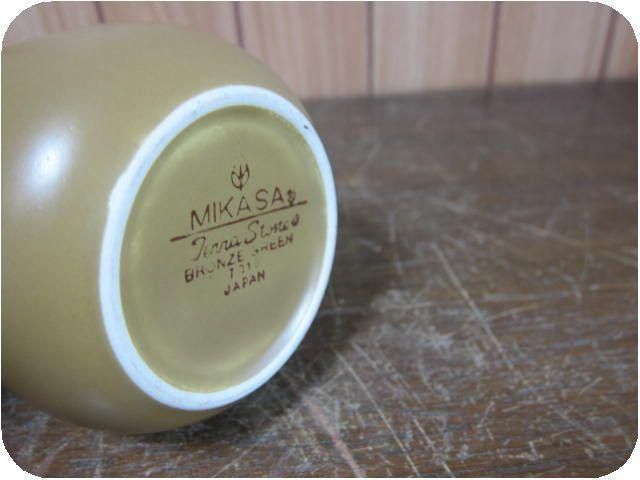 MIKASA
Terra Stone
BRONZE GREEN
JAPAN